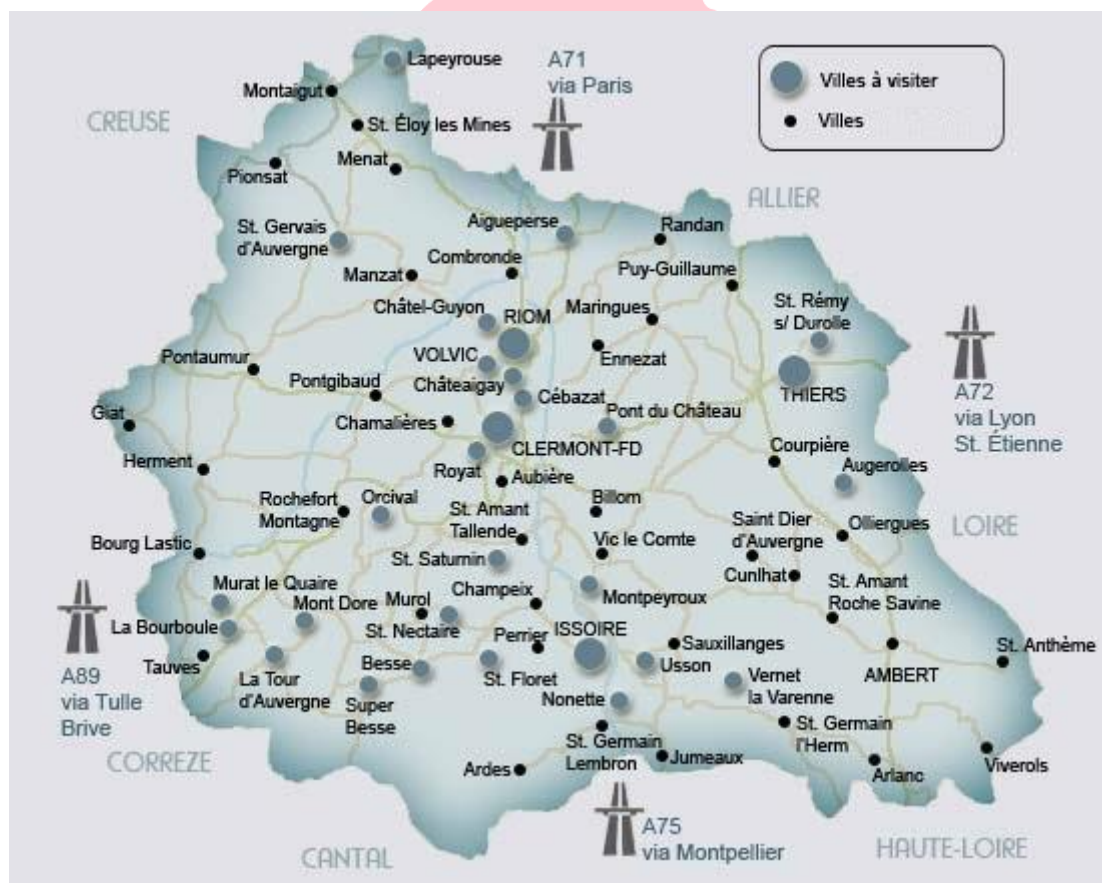 Lapeyrouse
A71
via Paris
Villes à visiter
Villes
Montaigut
CREUSE
St. Éloy les Mines
Menat
Pionsat
ALLIER
St. Gervais
d'Auvergne
Aigueperse
Randan
Combronde
Manzat
Puy-Guillaume
Châtel-Guyon
RIOM
Maringues
St. Rémy
s/ Durolle
Pontaumur
VOLVIC
Ennezat
Pontgibaud
Châteaigay
Cébazat
THIERS
A72
via Lyon
St. Étienne
Giat
Chamalières
Pont du Château
CLERMONT-FD
Courpière
Herment
Royat
Aubière
Augerolles
Rochefort
Montagne
Orcival
St. Amant
Tallende
Billom
Saint Dier
d'Auvergne
Olliergues
LOIRE
Bourg Lastic
St. Saturnin
Vic le Comte
Cunlhat
Murat le Quaire
Mont Dore
Murol
Champeix
Montpeyroux
St. Amant
Roche Savine
La Bourboule
St. Nectaire
Perrier
ISSOIRE
Sauxillanges
St. Anthème
Tauves
A89
via Tulle
Brive
La Tour
d'Auvergne
Besse
Super
Besse
St. Floret
Usson
Vernet
la Varenne
AMBERT
Nonette
CORREZE
St. Germain
Lembron
Jumeaux
St. Germain
l'Herm
Ardes
Arlanc
Viverols
A75
via Montpellier
CANTAL
HAUTE-LOIRE